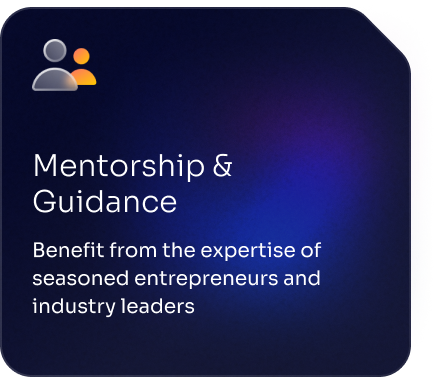 Mentorship &
Guidance
Benefit from the expertise of
seasoned entrepreneurs and
industry leaders